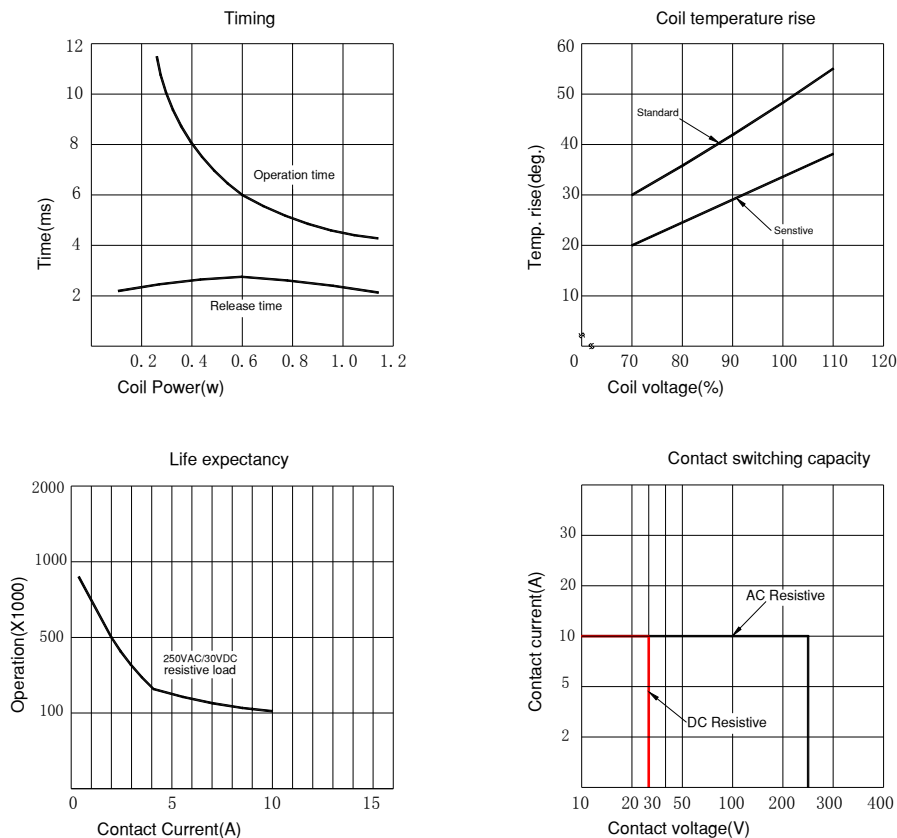 Timing
12
10
8
6
4
2
Time(ms)
Operation time
Release time
0.2 0.4 0.6 0.8 1.0 1.2
Coil Power(w)
Coil temperature rise
60
50
40
30
20
10
0
Temp. rise(deg.)
Standard
Senstive
70 80 90 100 110 120
Coil voltage(%)
Life expectancy
2000
1000
500
100
Operation(X1000)
250VAC/30VDC
resistive load
0 5 10 15
Contact Current(A)
Contact switching capacity
30
20
10
5
2
Contact current(A)
AC Resistive
DC Resistive
10 20 30 50 100 200 300 400
Contact voltage(V)